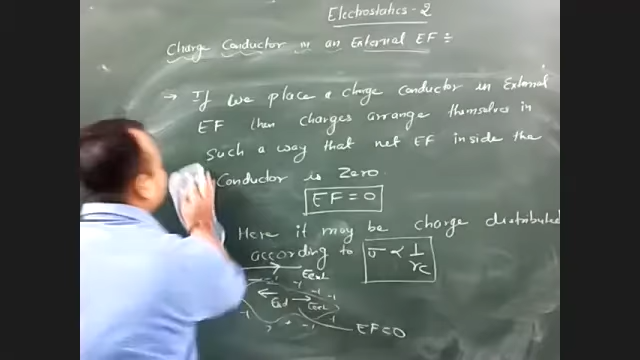 Electrostatics-2
Charge Conductor in an External EF ÷
→ If we place a charge conductor in External
EF then charges arrange themselves in
such a way that net EF inside the
Conductor is zero.
EF=0
Here it may be charge distributed
according to σ ∝ 1/rc
Eext
Eind → Eext
EF=0